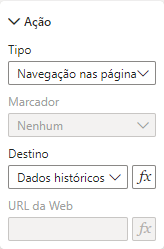 Ação
Tipo
Navegação nas página
Marcador
Nenhum
Destino
Dados históricos
fx
URL da Web
fx